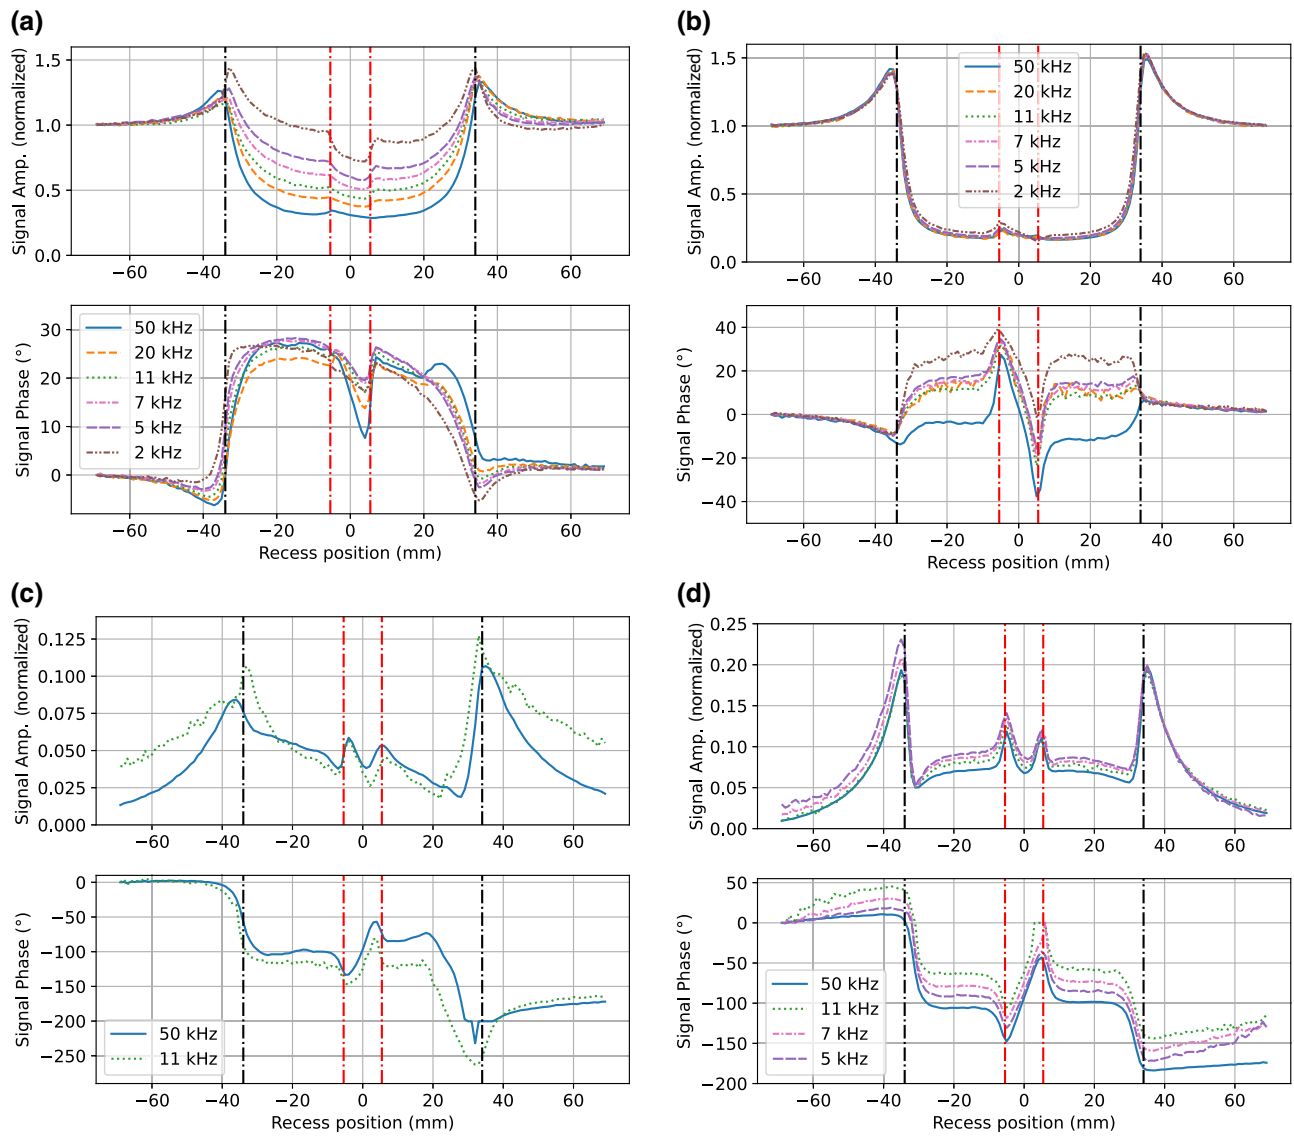 (a)
Signal Amp. (normalized)
1.5
1.0
0.5
0.0
−60 −40 −20 0 20 40 60
Signal Phase (°)
30
20
10
0
50 kHz
20 kHz
11 kHz
7 kHz
5 kHz
2 kHz
−60 −40 −20 0 20 40 60
Recess position (mm)
(b)
Signal Amp. (normalized)
1.5
1.0
0.5
0.0
50 kHz
20 kHz
11 kHz
7 kHz
5 kHz
2 kHz
−60 −40 −20 0 20 40 60
Signal Phase (°)
40
20
0
−20
−40
−60 −40 −20 0 20 40 60
Recess position (mm)
(c)
Signal Amp. (normalized)
0.125
0.100
0.075
0.050
0.025
0.000
−60 −40 −20 0 20 40 60
Signal Phase (°)
0
−50
−100
−150
−200
−250
50 kHz
11 kHz
−60 −40 −20 0 20 40 60
Recess position (mm)
(d)
Signal Amp. (normalized)
0.25
0.20
0.15
0.10
0.05
0.00
−60 −40 −20 0 20 40 60
Signal Phase (°)
50
0
−50
−100
−150
−200
50 kHz
11 kHz
7 kHz
5 kHz
−60 −40 −20 0 20 40 60
Recess position (mm)